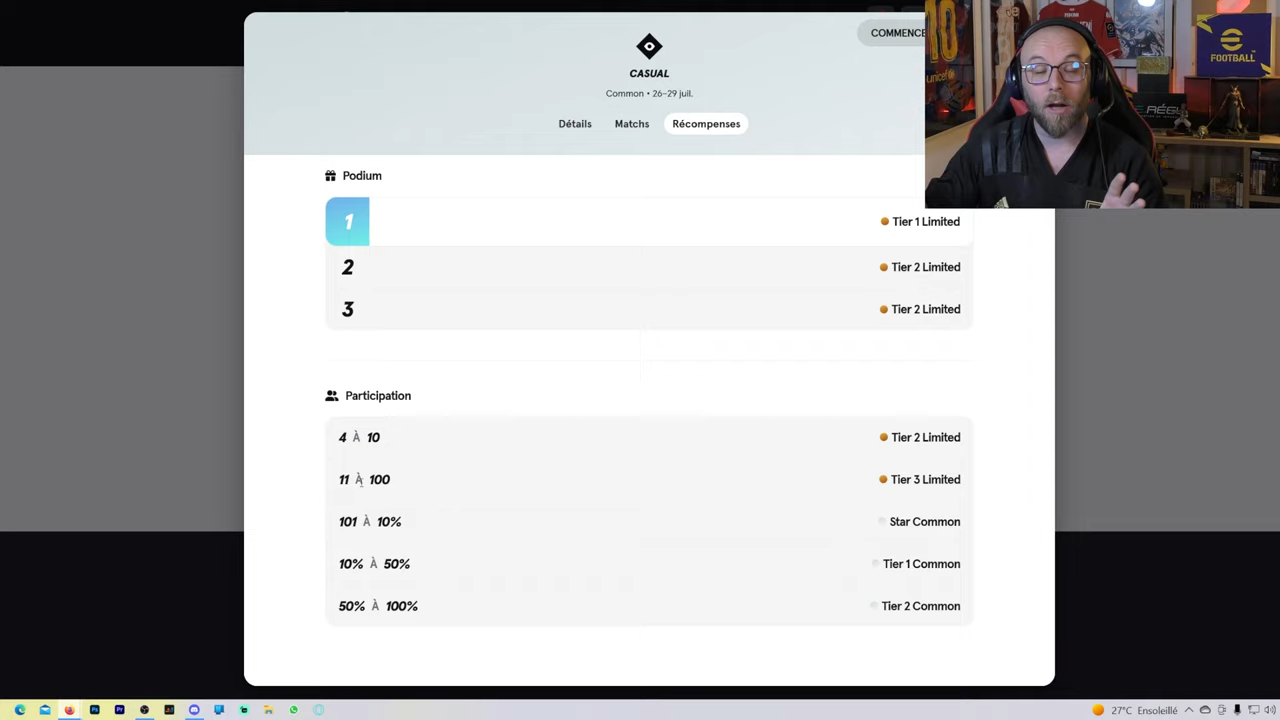 COMMENCE
CASUAL
Common • 26–29 juil.
Détails
Matchs
Récompenses
Podium
1
Tier 1 Limited
2
Tier 2 Limited
3
Tier 2 Limited
Participation
4 À 10
Tier 2 Limited
11 À 100
Tier 3 Limited
101 À 10%
Star Common
10% À 50%
Tier 1 Common
50% À 100%
Tier 2 Common
10
unicef
FOOTBALL
27°C Ensoleillé